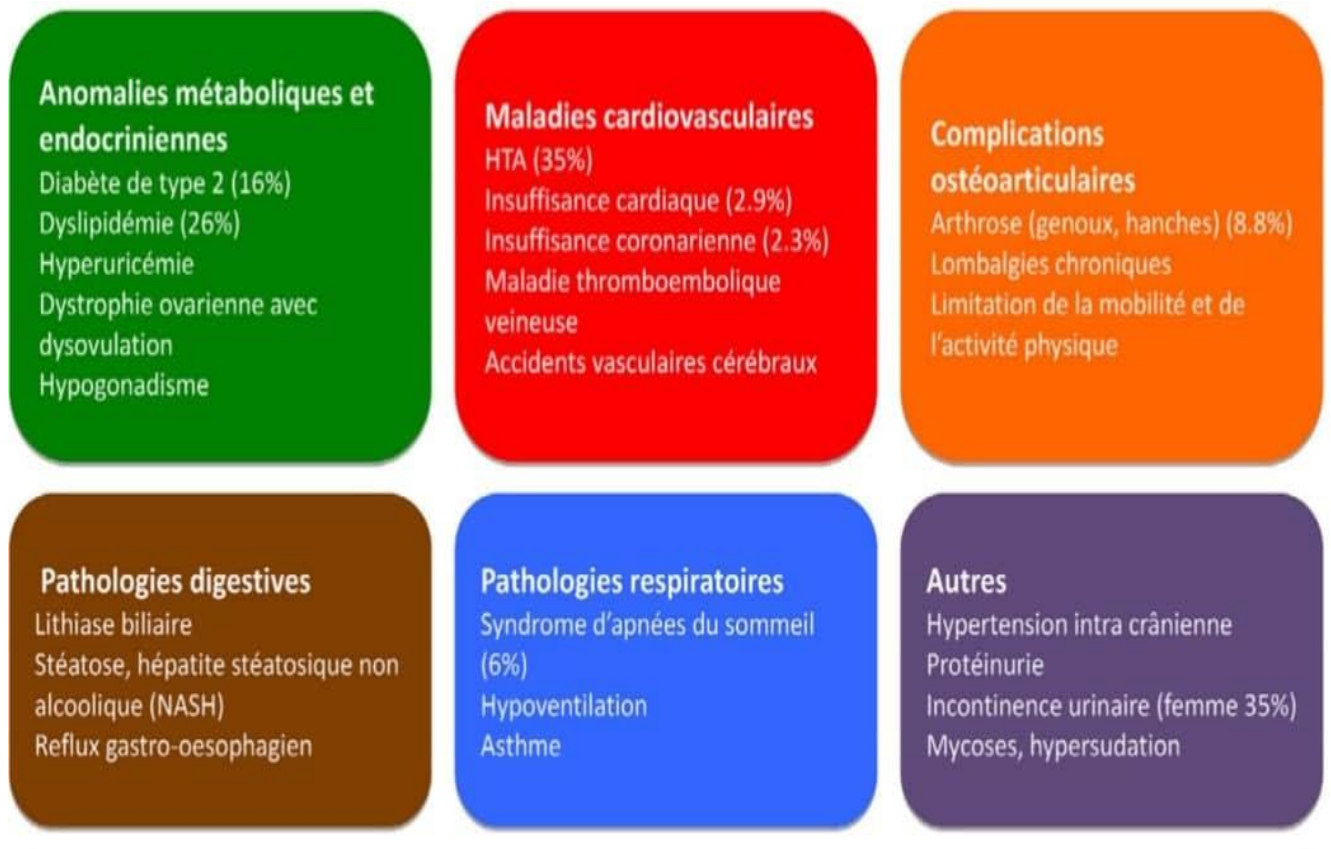 Anomalies métaboliques et
endocriniennes
Diabète de type 2 (16%)
Dyslipidémie (26%)
Hyperuricémie
Dystrophie ovarienne avec
dysovulation
Hypogonadisme
Maladies cardiovasculaires
HTA (35%)
Insuffisance cardiaque (2.9%)
Insuffisance coronarienne (2.3%)
Maladie thromboembolique
veineuse
Accidents vasculaires cérébraux
Complications
ostéoarticulaires
Arthrose (genoux, hanches) (8.8%)
Lombalgies chroniques
Limitation de la mobilité et de
l'activité physique
Pathologies digestives
Lithiase biliaire
Stéatose, hépatite stéatosique non
alcoolique (NASH)
Reflux gastro-oesophagien
Pathologies respiratoires
Syndrome d'apnées du sommeil
(6%)
Hypoventilation
Asthme
Autres
Hypertension intra crânienne
Protéinurie
Incontinence urinaire (femme 35%)
Mycoses, hypersudation